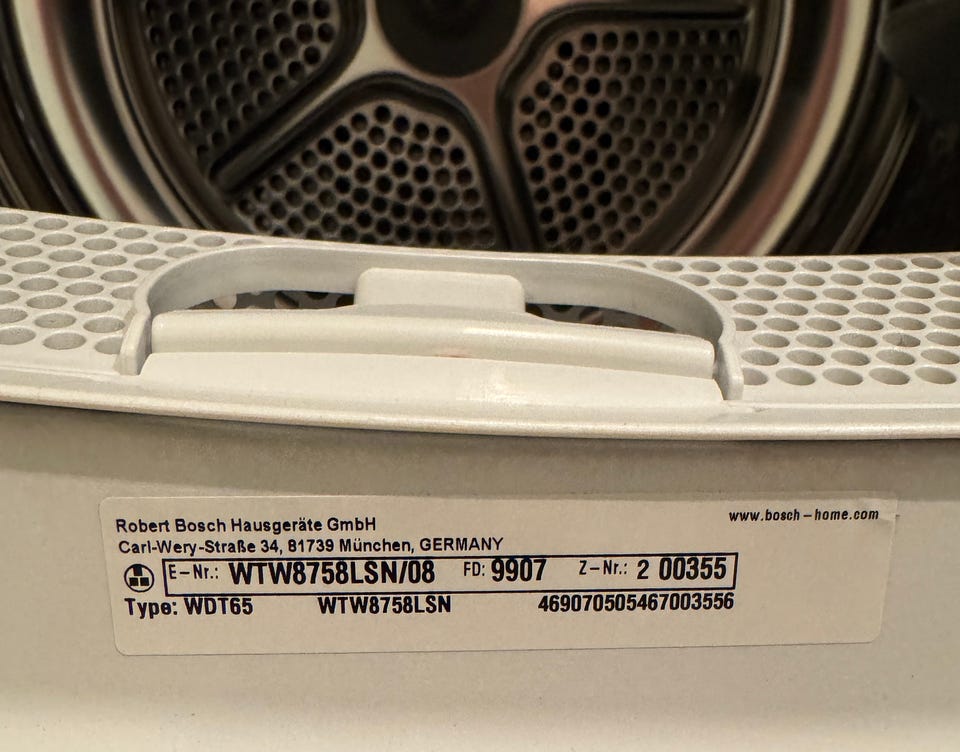 Robert Bosch Hausgeräte GmbH
www.bosch-home.com
Carl-Wery-Straße 34, 81739 München, GERMANY
E-Nr.: WTW8758LSN/08 FD: 9907 Z-Nr.: 2 00355
Type: WDT65 WTW8758LSN 469070505467003556